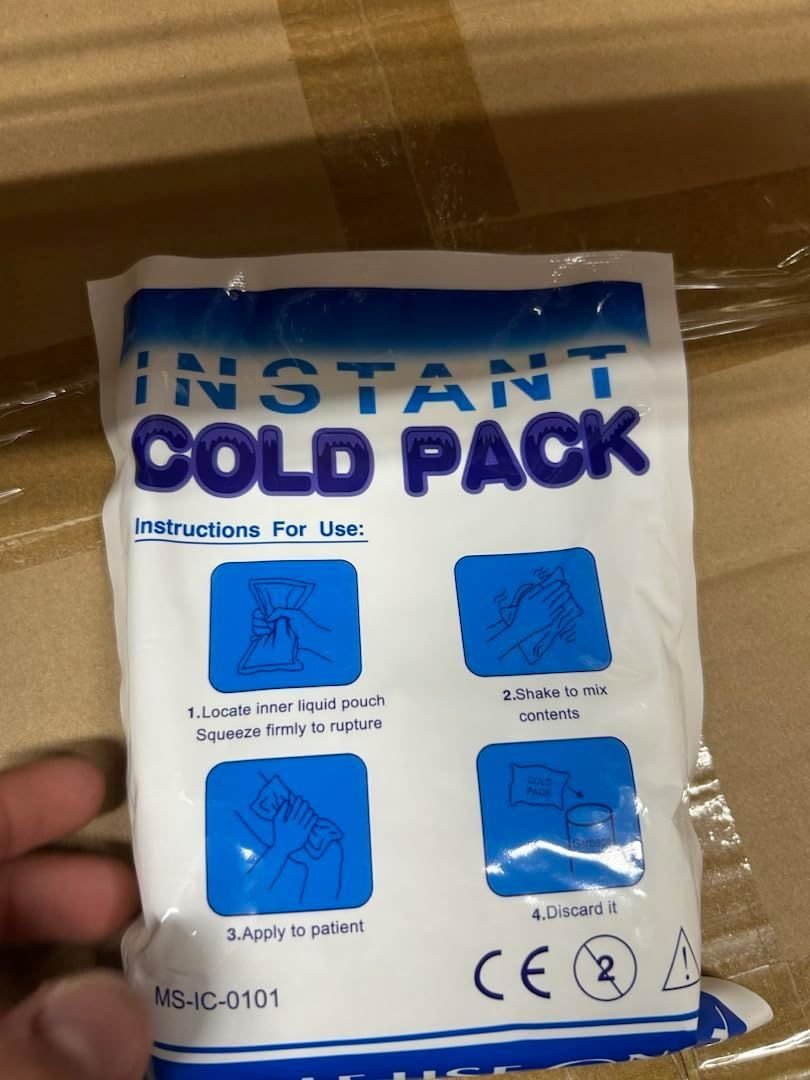 INSTANT
COLD PACK
Instructions For Use:
1.Locate inner liquid pouch
Squeeze firmly to rupture
2.Shake to mix
contents
COLD
PACK
Garbage
3.Apply to patient
4.Discard it
MS-IC-0101
CE
2
!
USE